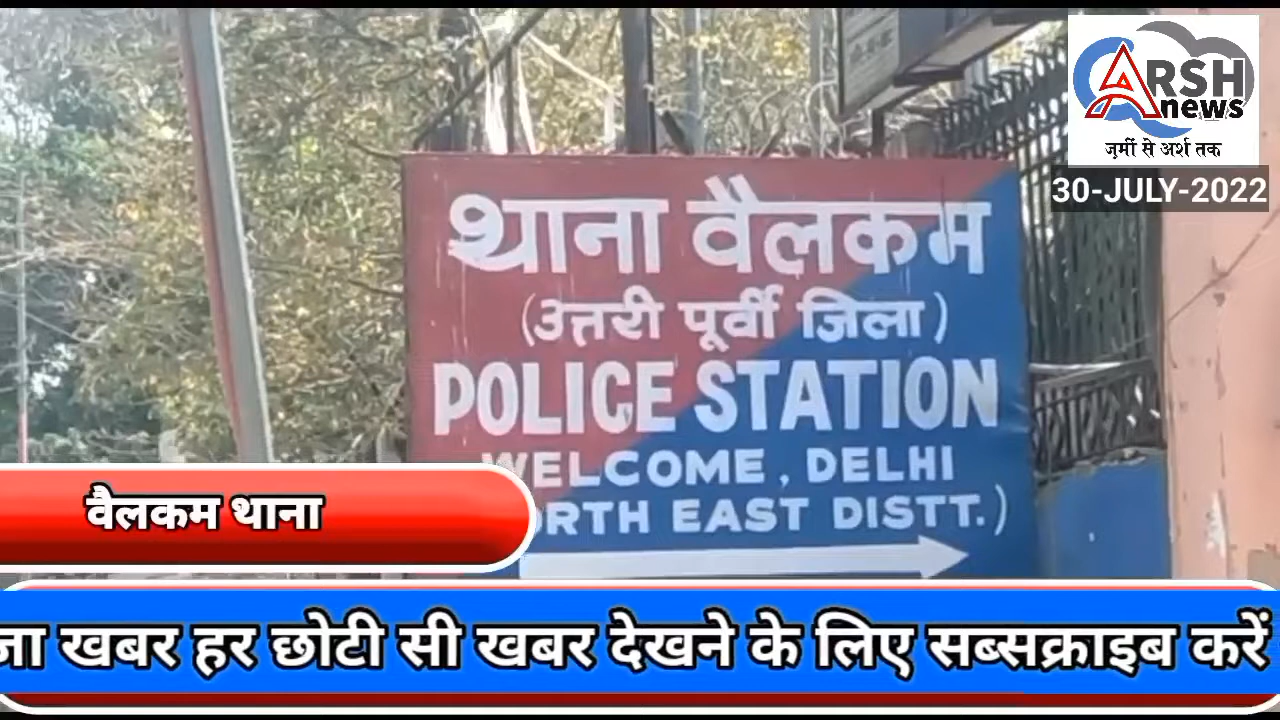 ARSH
news
ज़मीं से अर्श तक
30-JULY-2022
थाना वैलकम
(उत्तरी पूर्वी जिला)
POLICE STATION
WELCOME, DELHI
EAST DISTT.)
वैलकम थाना
खबर हर छोटी सी खबर देखने के लिए सब्सक्राइब करें